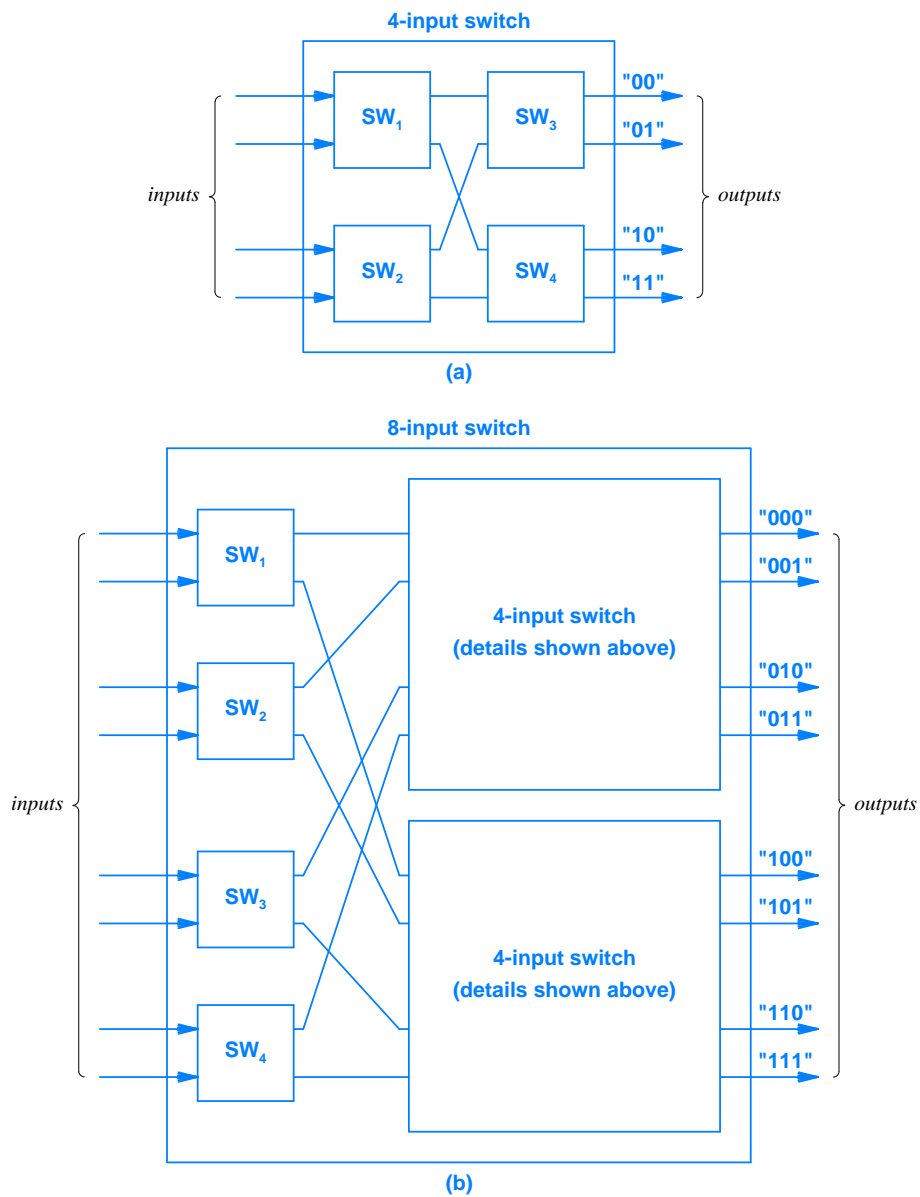 4-input switch
"00"
SW1 SW3
"01"
inputs outputs
"10"
SW2 SW4
"11"
(a)
8-input switch
"000"
SW1
"001"
4-input switch
(details shown above)
SW2
"010"
"011"
inputs outputs
"100"
SW3
"101"
4-input switch
(details shown above)
"110"
SW4
"111"
(b)